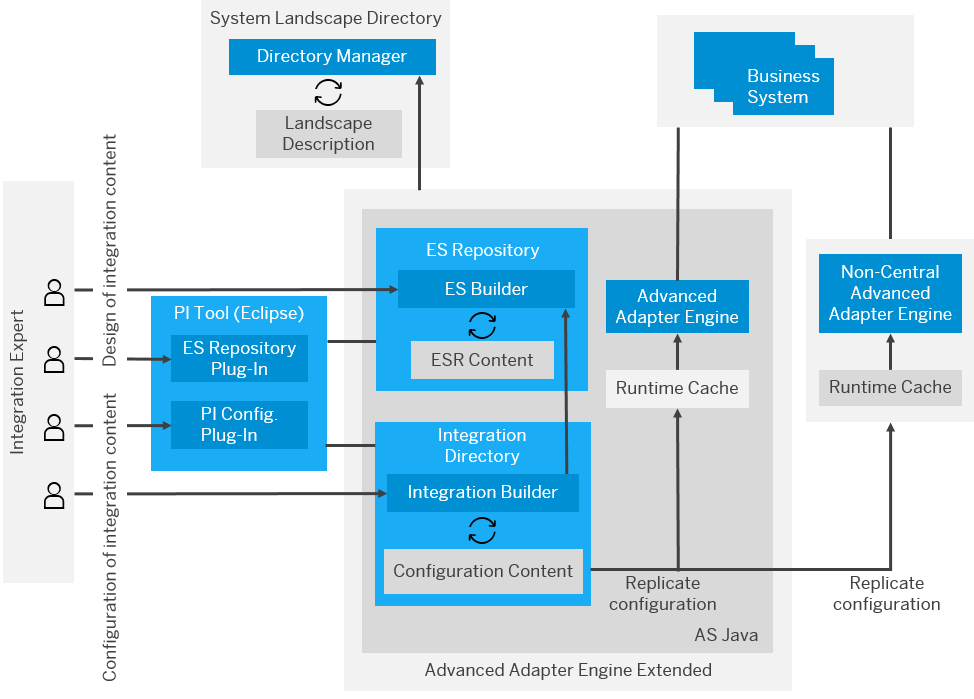 System Landscape Directory
Directory Manager
Landscape
Description
Business
System
Integration Expert
Design of integration content
Configuration of integration content
PI Tool (Eclipse)
ES Repository
Plug-In
PI Config.
Plug-In
ES Repository
ES Builder
ESR Content
Integration
Directory
Integration Builder
Configuration Content
Advanced
Adapter Engine
Runtime Cache
Non-Central
Advanced
Adapter Engine
Runtime Cache
Replicate
configuration
Replicate
configuration
AS Java
Advanced Adapter Engine Extended